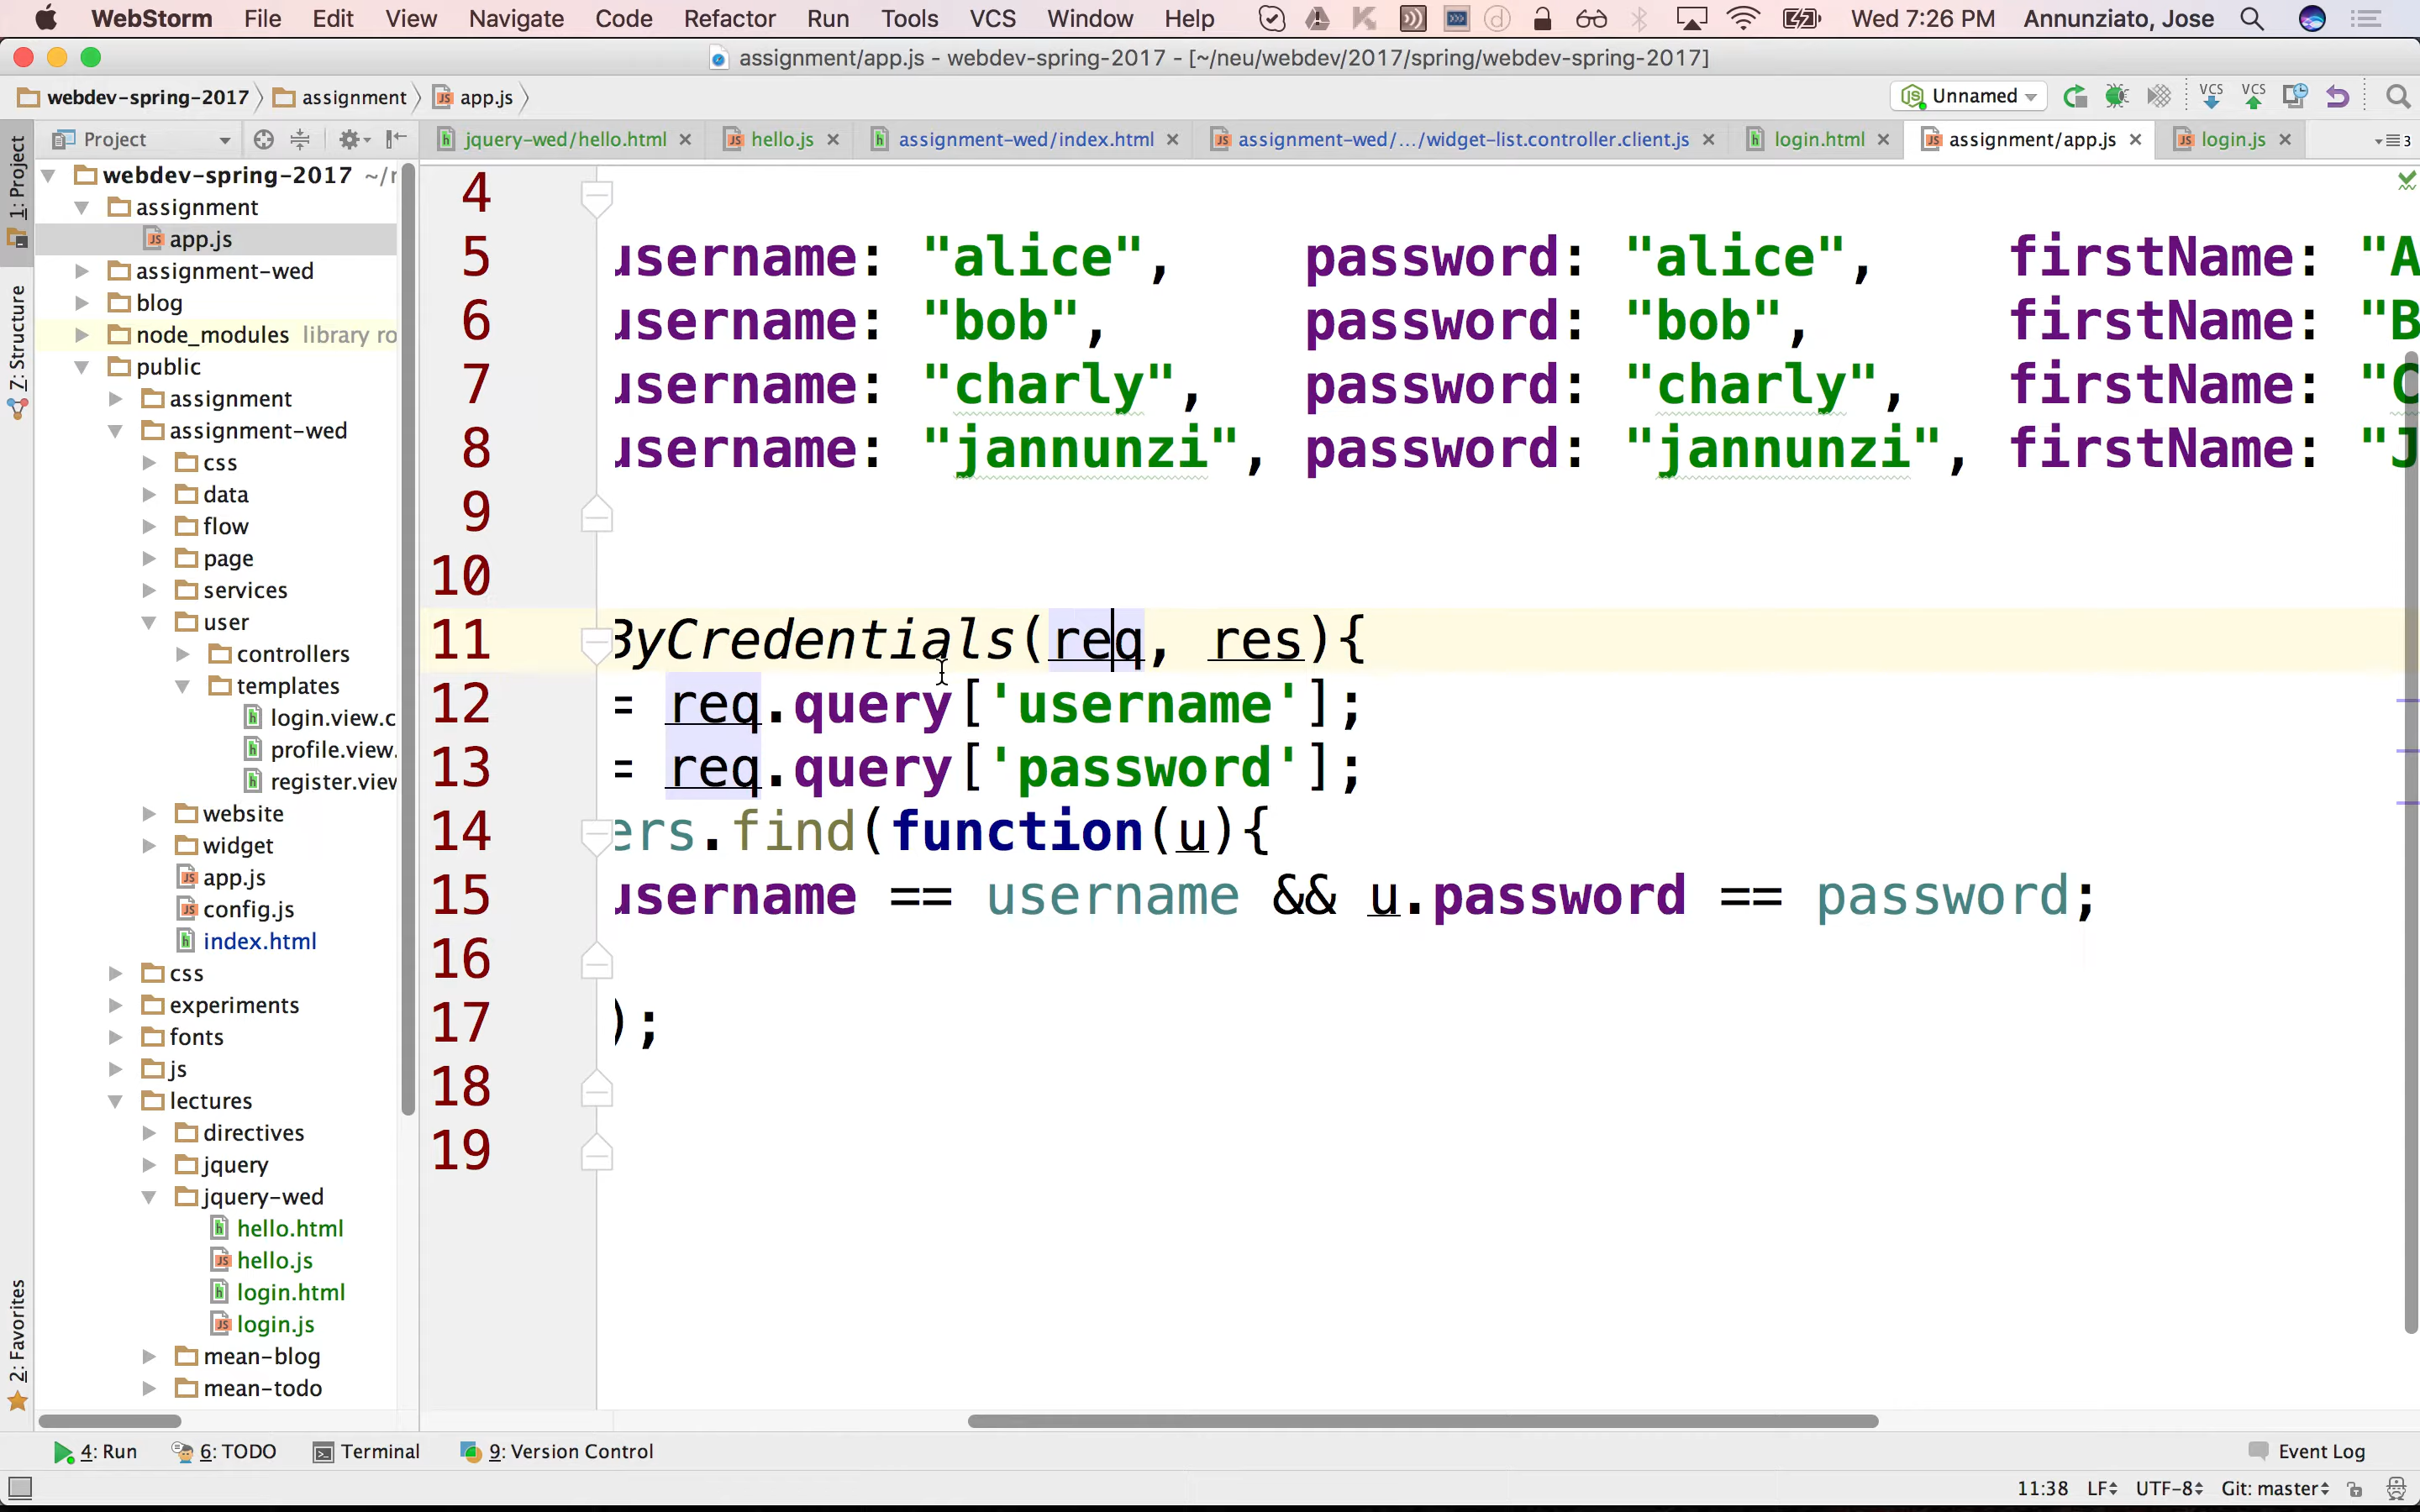 WebStorm File Edit View Navigate Code Refactor Run Tools VCS Window Help Wed 7:26 PM Annunziato, Jose
assignment/app.js - webdev-spring-2017 - [~/neu/webdev/2017/spring/webdev-spring-2017]
webdev-spring-2017 assignment app.js Unnamed VCS VCS
Project jquery-wed/hello.html hello.js assignment-wed/index.html assignment-wed/.../widget-list.controller.client.js login.html assignment/app.js login.js 3
1: Project
7: Structure
2: Favorites
webdev-spring-2017 ~/r
assignment
app.js
assignment-wed
blog
node_modules library ro
public
assignment
assignment-wed
css
data
flow
page
services
user
controllers
templates
login.view.c
profile.view.
register.view
website
widget
app.js
config.js
index.html
css
experiments
fonts
js
lectures
directives
jquery
jquery-wed
hello.html
hello.js
login.html
login.js
mean-blog
mean-todo
4
5 username: "alice", password: "alice", firstName: "A
6 username: "bob", password: "bob", firstName: "B
7 username: "charly", password: "charly", firstName: "C
8 username: "jannunzi", password: "jannunzi", firstName: "J
9
10
11 ByCredentials(req, res){
12 = req.query['username'];
13 = req.query['password'];
14 ers.find(function(u){
15 username == username && u.password == password;
16
17 );
18
19
4: Run 6: TODO Terminal 9: Version Control Event Log
11:38 LF UTF-8 Git: master